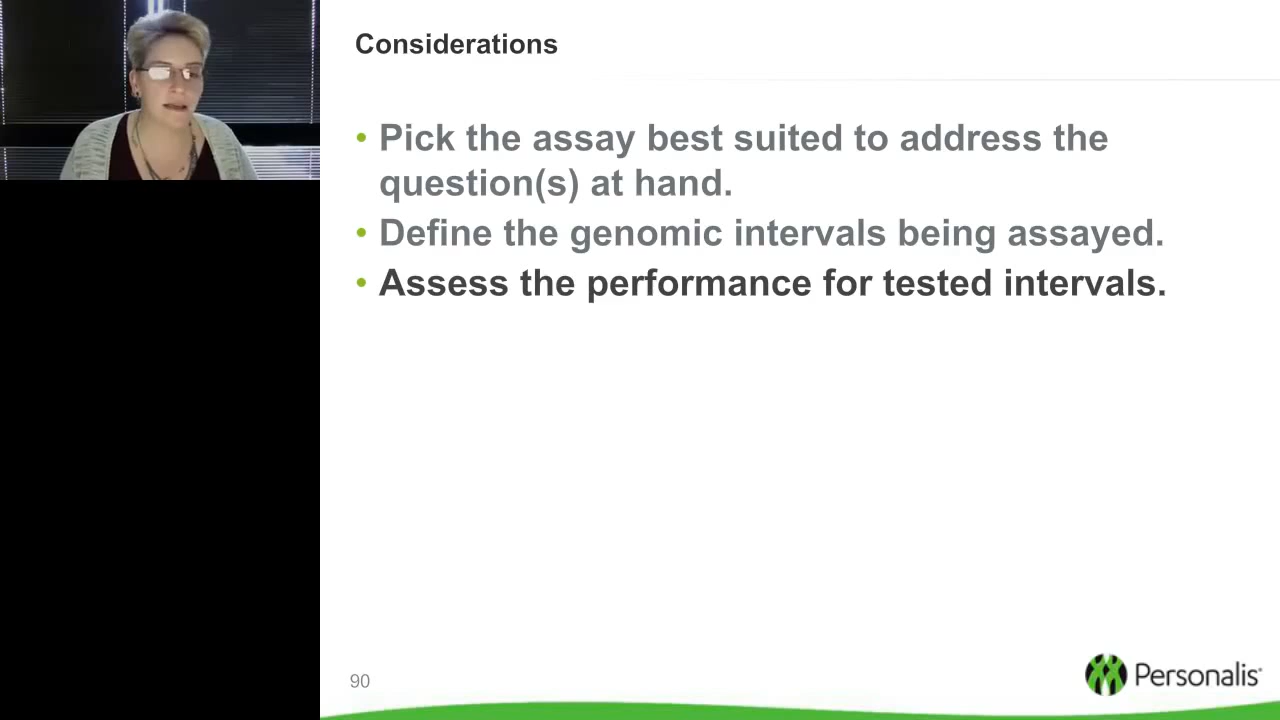 Considerations
• Pick the assay best suited to address the
question(s) at hand.
• Define the genomic intervals being assayed.
• Assess the performance for tested intervals.
90
Personalis